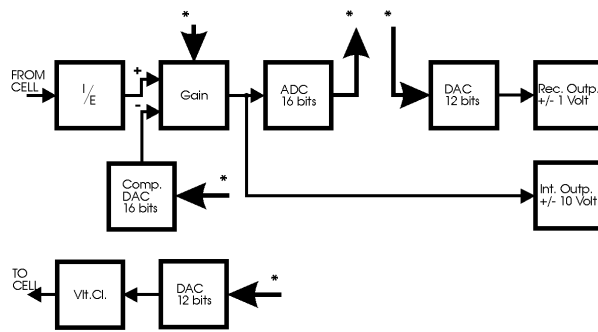 *
*
*
FROM
CELL
I/E
+
-
Gain
ADC
16 bits
DAC
12 bits
Rec. Outp.
+/- 1 Volt
Comp.
DAC
16 bits
*
Int. Outp.
+/- 10 Volt
TO
CELL
Vlt.Cl.
DAC
12 bits
*